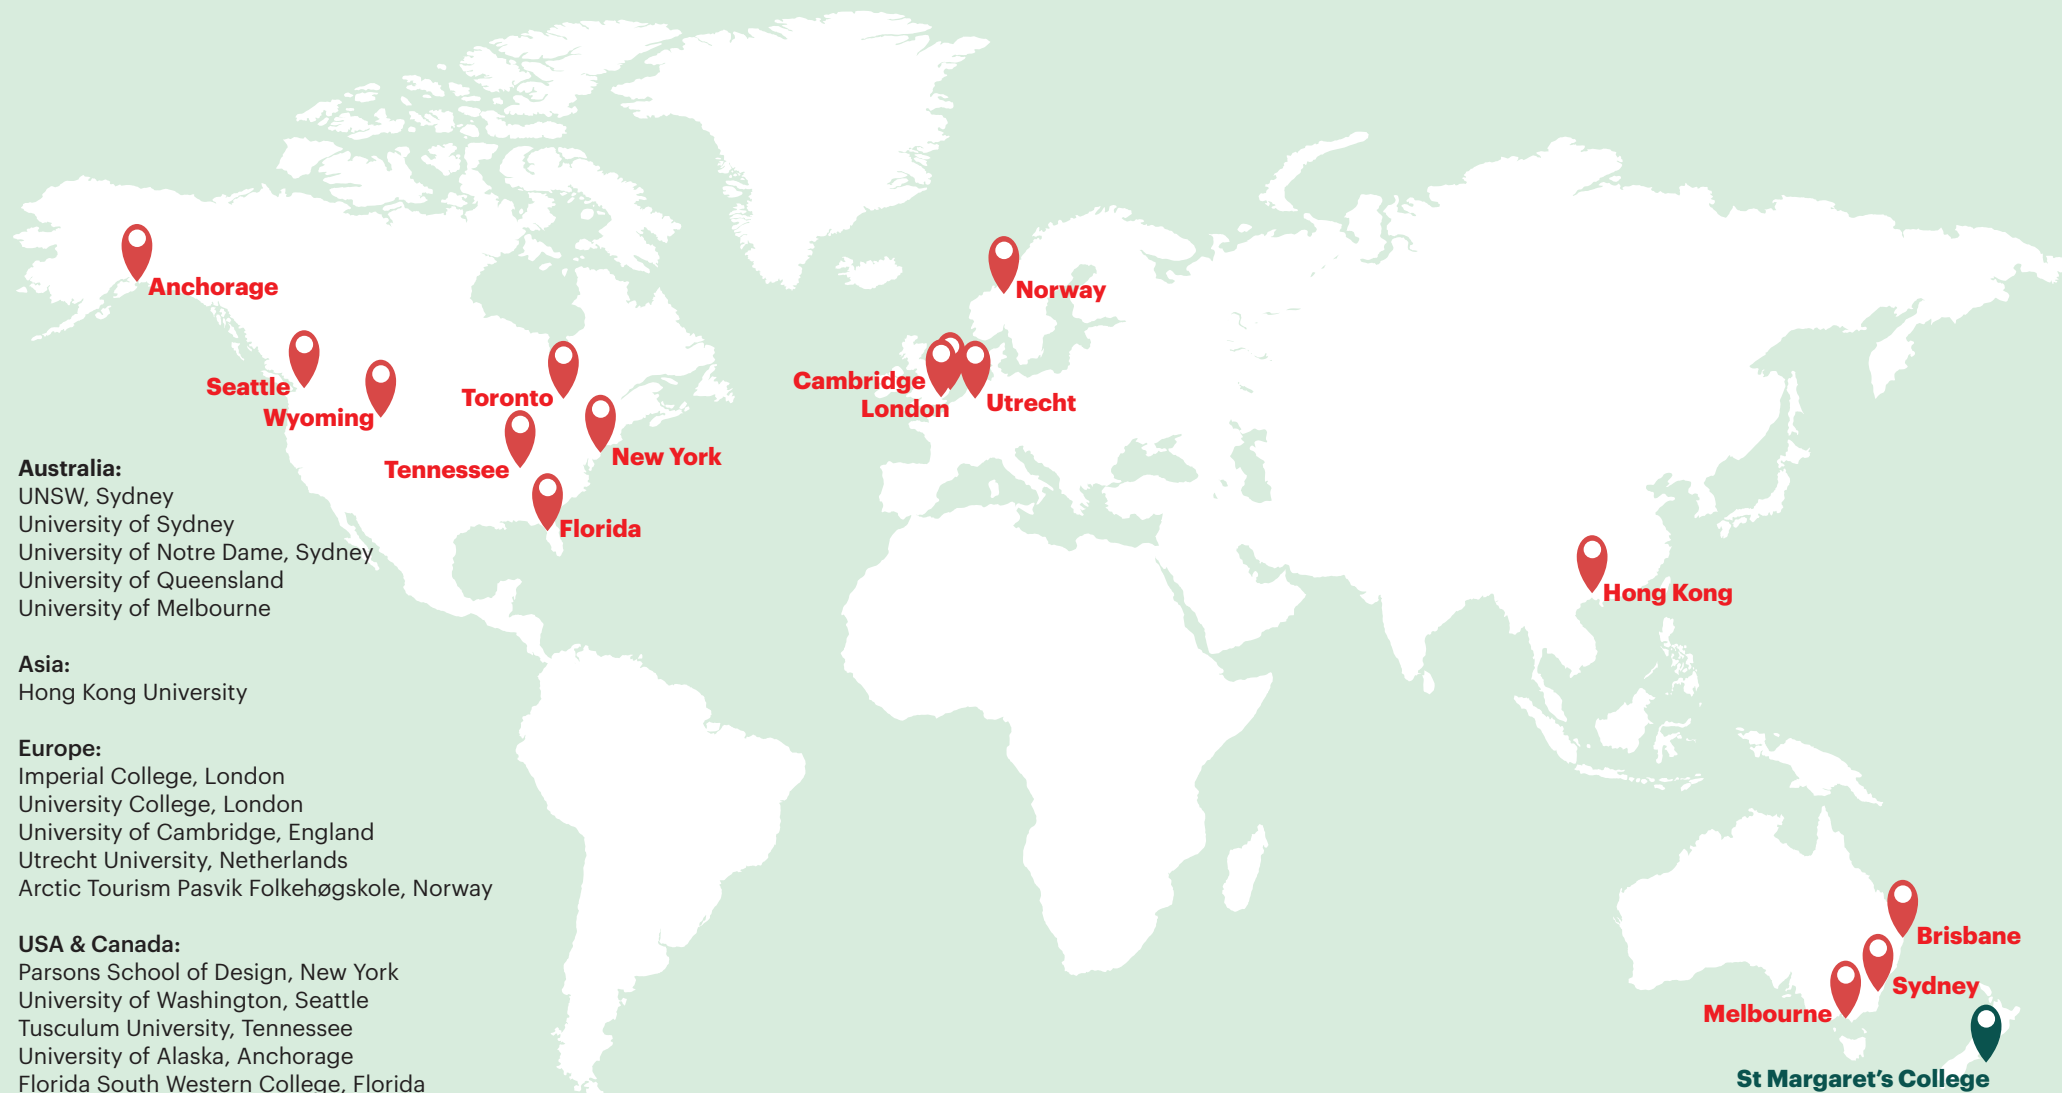 Anchorage
Seattle
Wyoming
Toronto
Tennessee
New York
Florida
Norway
Cambridge
London
Utrecht
Hong Kong
Brisbane
Sydney
Melbourne
St Margaret’s College
Australia:
UNSW, Sydney
University of Sydney
University of Notre Dame, Sydney
University of Queensland
University of Melbourne
Asia:
Hong Kong University
Europe:
Imperial College, London
University College, London
University of Cambridge, England
Utrecht University, Netherlands
Arctic Tourism Pasvik Folkehøgskole, Norway
USA & Canada:
Parsons School of Design, New York
University of Washington, Seattle
Tusculum University, Tennessee
University of Alaska, Anchorage
Florida South Western College, Florida